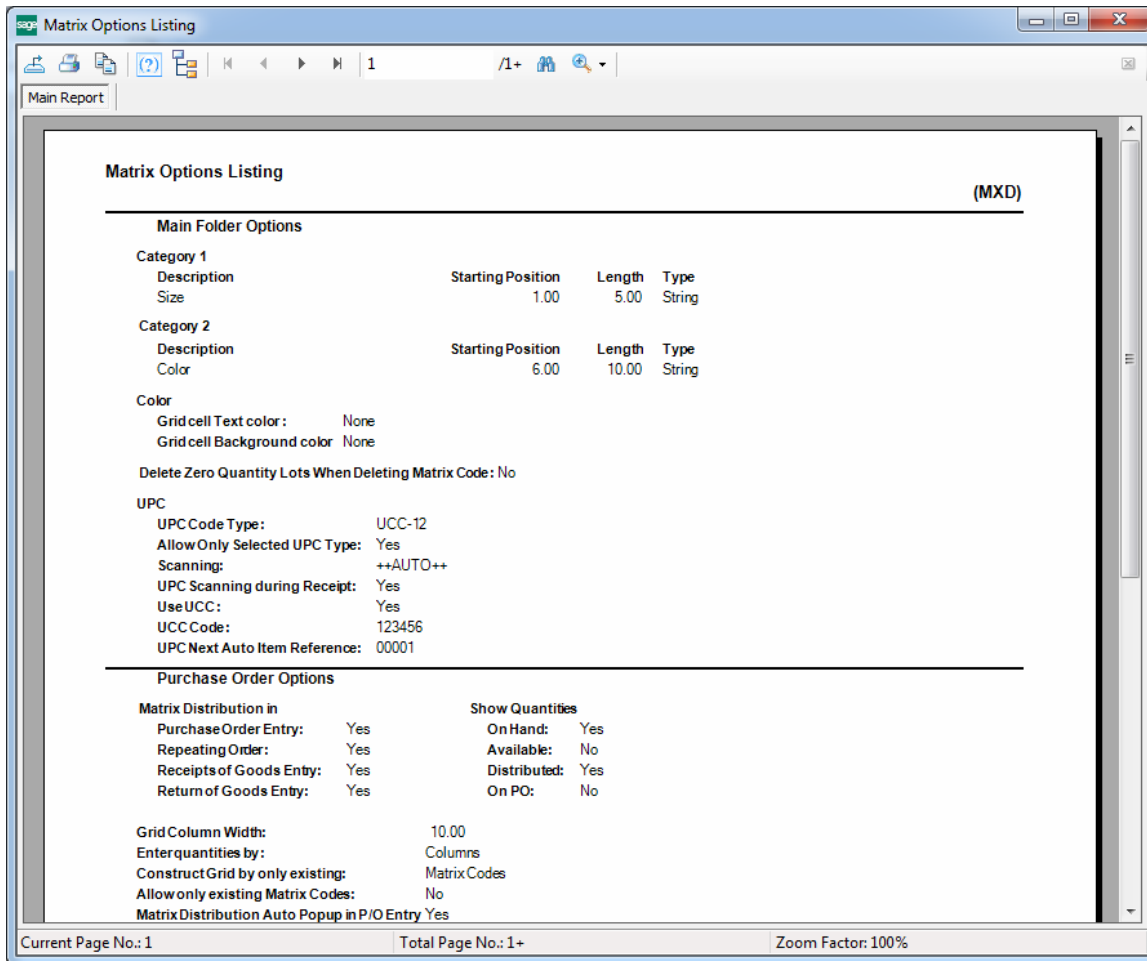 sage Matrix Options Listing
1 /1+
Main Report
Matrix Options Listing
(MXD)
Main Folder Options
Category 1
Description Starting Position Length Type
Size 1.00 5.00 String
Category 2
Description Starting Position Length Type
Color 6.00 10.00 String
Color
Grid cell Text color: None
Grid cell Background color None
Delete Zero Quantity Lots When Deleting Matrix Code: No
UPC
UPC Code Type: UCC-12
Allow Only Selected UPC Type: Yes
Scanning: ++AUTO++
UPC Scanning during Receipt: Yes
Use UCC: Yes
UCC Code: 123456
UPC Next Auto Item Reference: 00001
Purchase Order Options
Matrix Distribution in Show Quantities
Purchase Order Entry: Yes On Hand: Yes
Repeating Order: Yes Available: No
Receipts of Goods Entry: Yes Distributed: Yes
Return of Goods Entry: Yes On PO: No
Grid Column Width: 10.00
Enter quantities by: Columns
Construct Grid by only existing: Matrix Codes
Allow only existing Matrix Codes: No
Matrix Distribution Auto Popup in P/O Entry Yes
Current Page No.: 1 Total Page No.: 1+ Zoom Factor: 100%